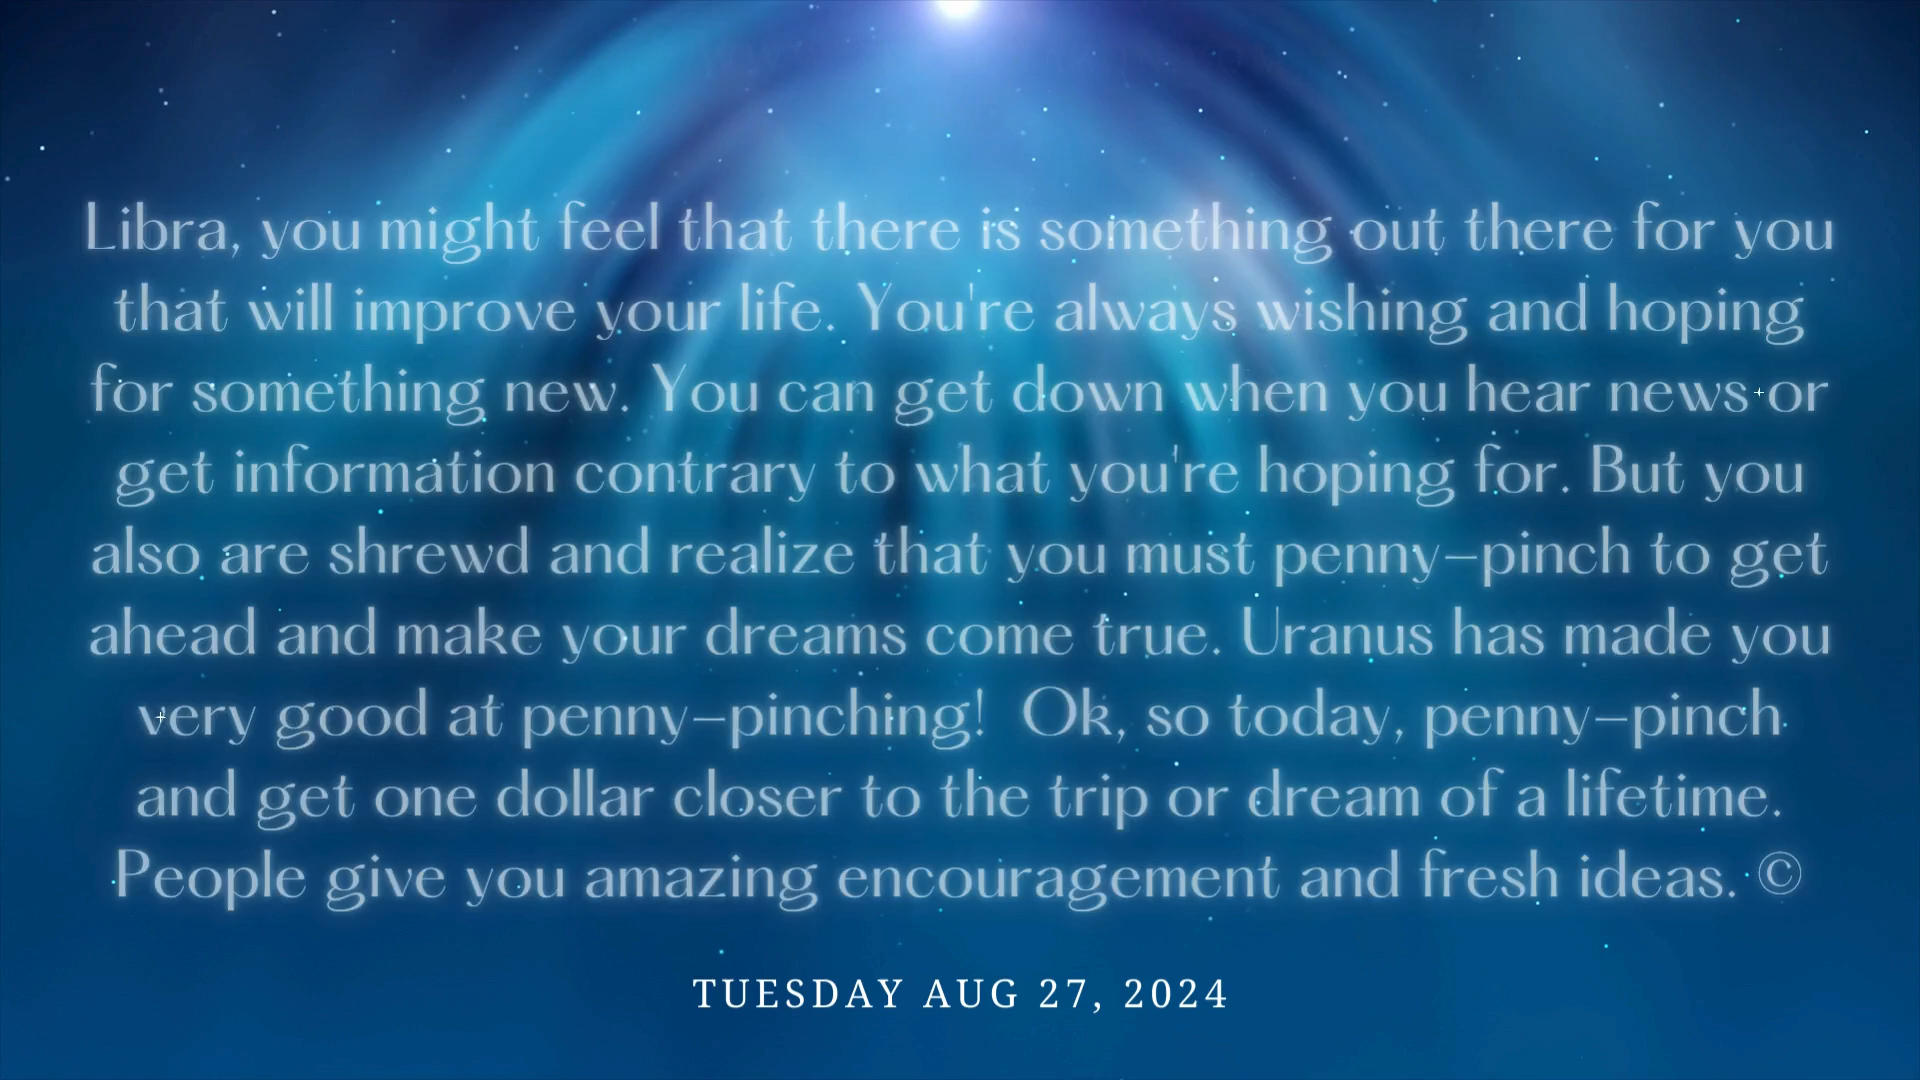 Libra, you might feel that there is something out there for you
that will improve your life. You're always wishing and hoping
for something new. You can get down when you hear news or
get information contrary to what you're hoping for. But you
also are shrewd and realize that you must penny-pinch to get
ahead and make your dreams come true. Uranus has made you
very good at penny-pinching!  Ok, so today, penny-pinch
and get one dollar closer to the trip or dream of a lifetime.
People give you amazing encouragement and fresh ideas. ©
TUESDAY AUG 27, 2024